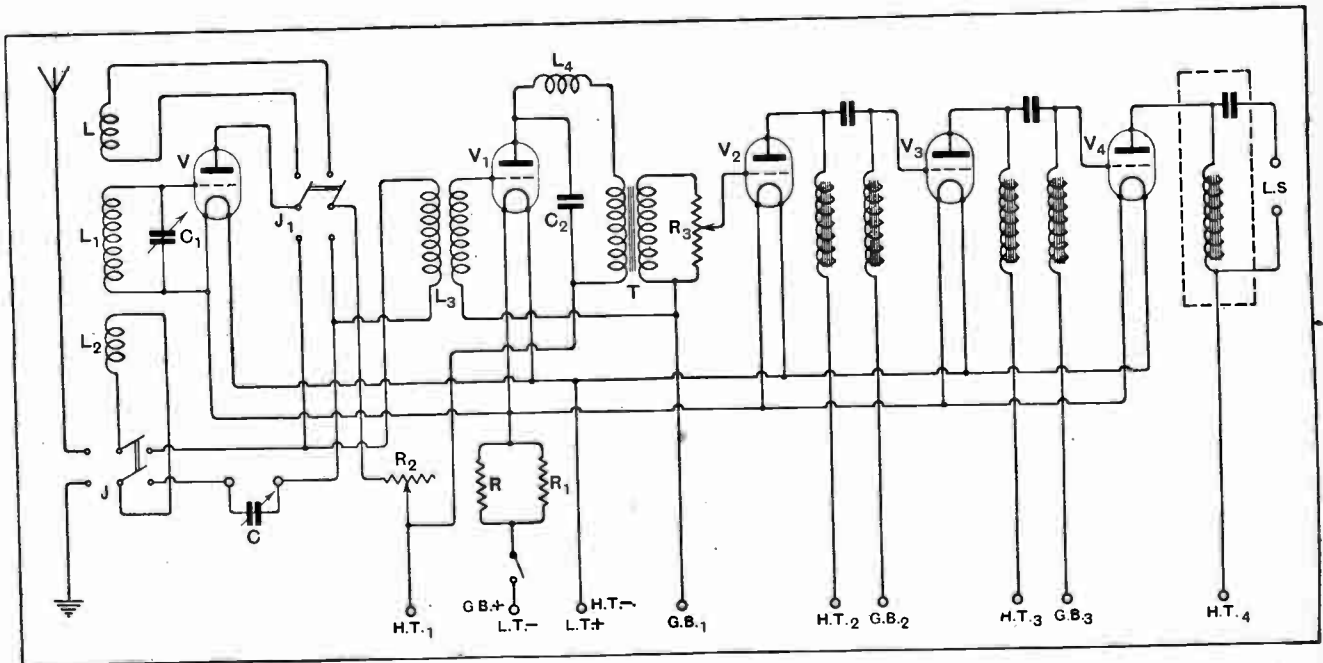 L₄
L
V
V₁
V₂
V₃
V₄
L₁
C₁
J₁
C₂
R₃
L.S
L₃
T
L₂
J
R₂
R
R₁
C
H.T.₁
G.B.+
L.T.-
H.T.-
L.T.+
G.B.₁
H.T.₂
G.B.₂
H.T.₃
G.B.₃
H.T.₄